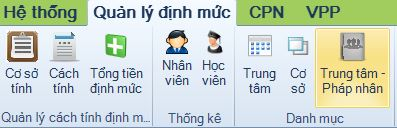 Hệ thống Quản lý định mức CPN VPP
Cơ sở tính Cách tính Tổng tiền định mức Nhân viên Học viên Trung tâm Cơ sở Trung tâm - Pháp nhân
Quản lý cách tính định m... Thống kê Danh mục